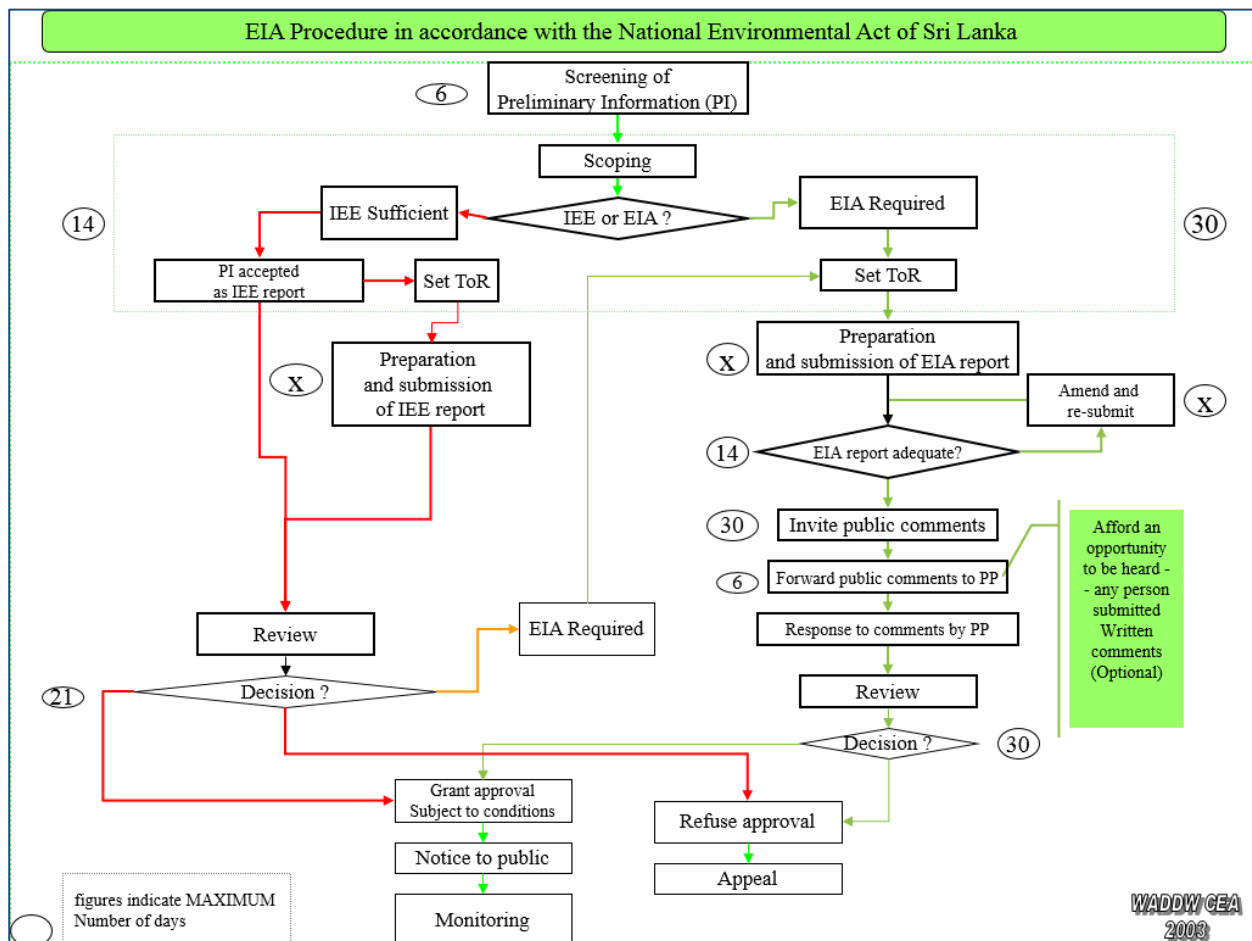 EIA Procedure in accordance with the National Environmental Act of Sri Lanka
6
Screening of
Preliminary Information (PI)
Scoping
14
IEE Sufficient
IEE or EIA ?
EIA Required
30
PI accepted
as IEE report
Set ToR
Set ToR
x
Preparation
and submission
of IEE report
x
Preparation
and submission of EIA report
Amend and
re-submit
x
14
EIA report adequate?
30
Invite public comments
6
Forward public comments to PP
Afford an
opportunity
to be heard -
- any person
submitted
Written
comments
(Optional)
Response to comments by PP
Review
EIA Required
Review
21
Decision ?
Decision ?
30
Grant approval
Subject to conditions
Refuse approval
Notice to public
Appeal
Monitoring
figures indicate MAXIMUM
Number of days
WADDW CEA
2003